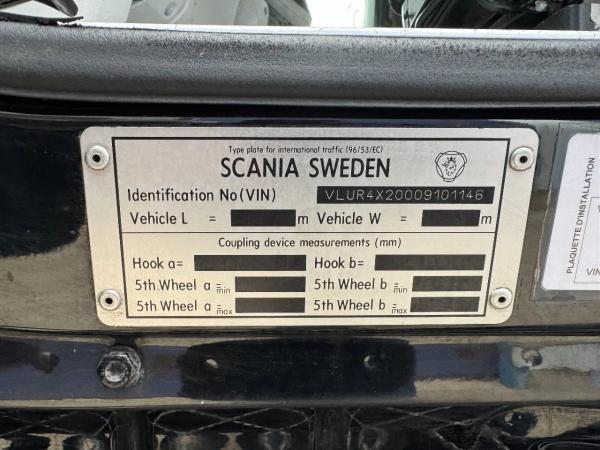 Type plate for international traffic (96/53/EC)
SCANIA SWEDEN
Identification No (VIN) VLUR4X20009101146
Vehicle L = m Vehicle W = m
Coupling device measurements (mm)
Hook a= Hook b=
5th Wheel a =min 5th Wheel b =min
5th Wheel a =max 5th Wheel b =max
PLAQUETTE D'INSTALLATION
VIN